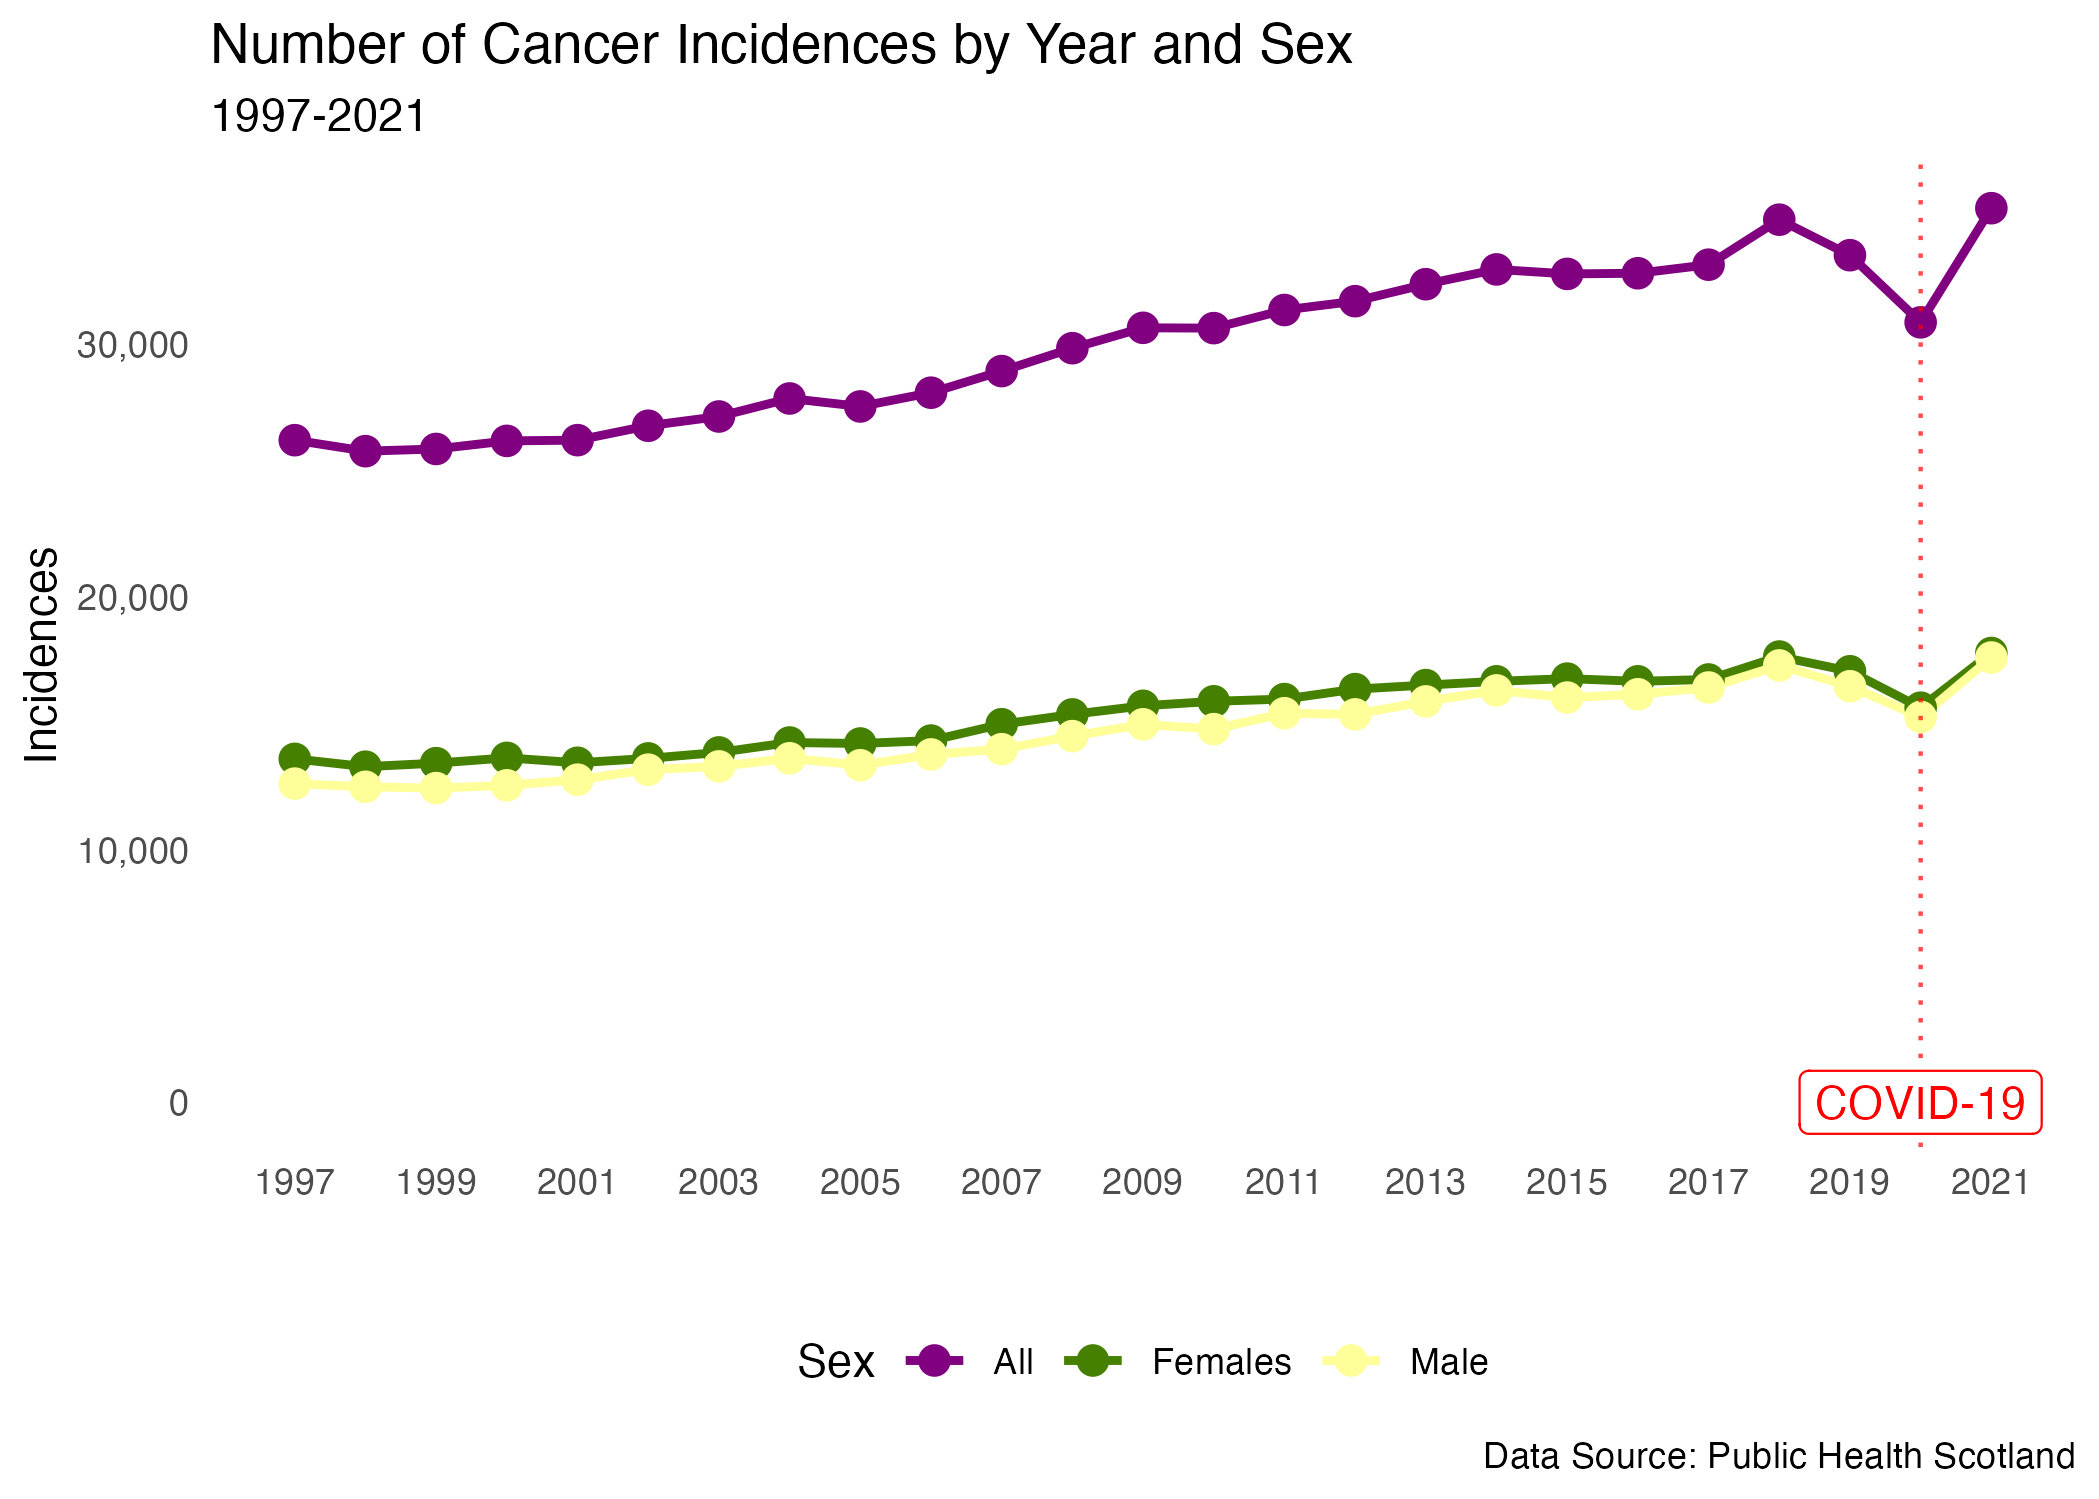 Number of Cancer Incidences by Year and Sex
1997-2021
Incidences
30,000
20,000
10,000
0
COVID-19
1997 1999 2001 2003 2005 2007 2009 2011 2013 2015 2017 2019 2021
Sex All Females Male
Data Source: Public Health Scotland